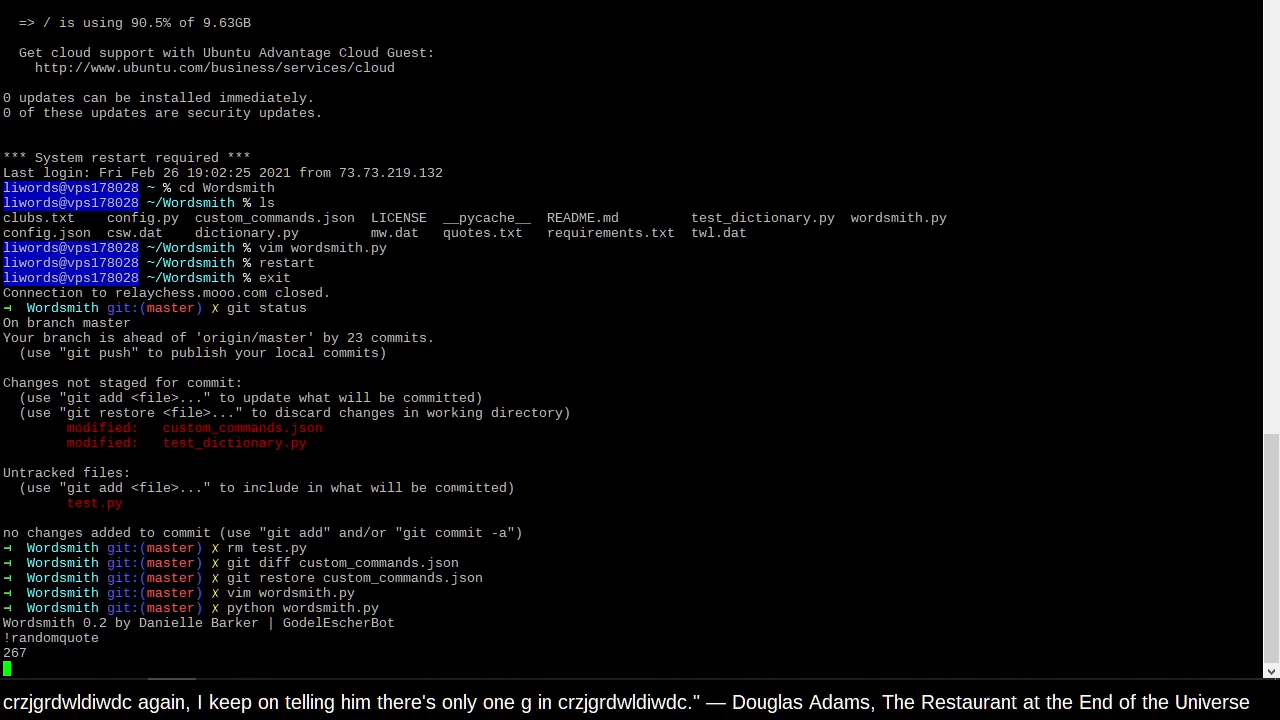 => / is using 90.5% of 9.63GB
Get cloud support with Ubuntu Advantage Cloud Guest:
http://www.ubuntu.com/business/services/cloud
0 updates can be installed immediately.
0 of these updates are security updates.
*** System restart required ***
Last login: Fri Feb 26 19:02:25 2021 from 73.73.219.132
liwords@vps178028 ~ % cd Wordsmith
liwords@vps178028 ~/Wordsmith % ls
clubs.txt    config.py  custom_commands.json  LICENSE  __pycache__  README.md         test_dictionary.py  wordsmith.py
config.json  csw.dat    dictionary.py         mw.dat   quotes.txt   requirements.txt  twl.dat
liwords@vps178028 ~/Wordsmith % vim wordsmith.py
liwords@vps178028 ~/Wordsmith % restart
liwords@vps178028 ~/Wordsmith % exit
Connection to relaychess.mooo.com closed.
→  Wordsmith git:(master) ✗ git status
On branch master
Your branch is ahead of 'origin/master' by 23 commits.
(use "git push" to publish your local commits)
Changes not staged for commit:
(use "git add <file>..." to update what will be committed)
(use "git restore <file>..." to discard changes in working directory)
modified:   custom_commands.json
modified:   test_dictionary.py
Untracked files:
(use "git add <file>..." to include in what will be committed)
test.py
no changes added to commit (use "git add" and/or "git commit -a")
→  Wordsmith git:(master) ✗ rm test.py
→  Wordsmith git:(master) ✗ git diff custom_commands.json
→  Wordsmith git:(master) ✗ git restore custom_commands.json
→  Wordsmith git:(master) ✗ vim wordsmith.py
→  Wordsmith git:(master) ✗ python wordsmith.py
Wordsmith 0.2 by Danielle Barker | GodelEscherBot
!randomquote
267
crzjgrdwldiwdc again, I keep on telling him there's only one g in crzjgrdwldiwdc." — Douglas Adams, The Restaurant at the End of the Universe